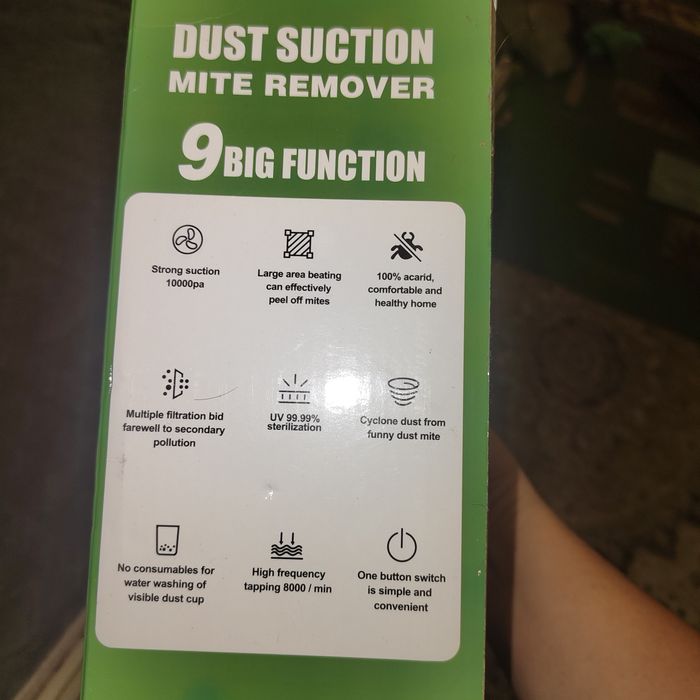 DUST SUCTION
MITE REMOVER
9 BIG FUNCTION
Strong suction
10000pa
Large area beating
can effectively
peel off mites
100% acarid,
comfortable and
healthy home
Multiple filtration bid
farewell to secondary
pollution
UV 99.99%
sterilization
Cyclone dust from
funny dust mite
No consumables for
water washing of
visible dust cup
High frequency
tapping 8000 / min
One button switch
is simple and
convenient